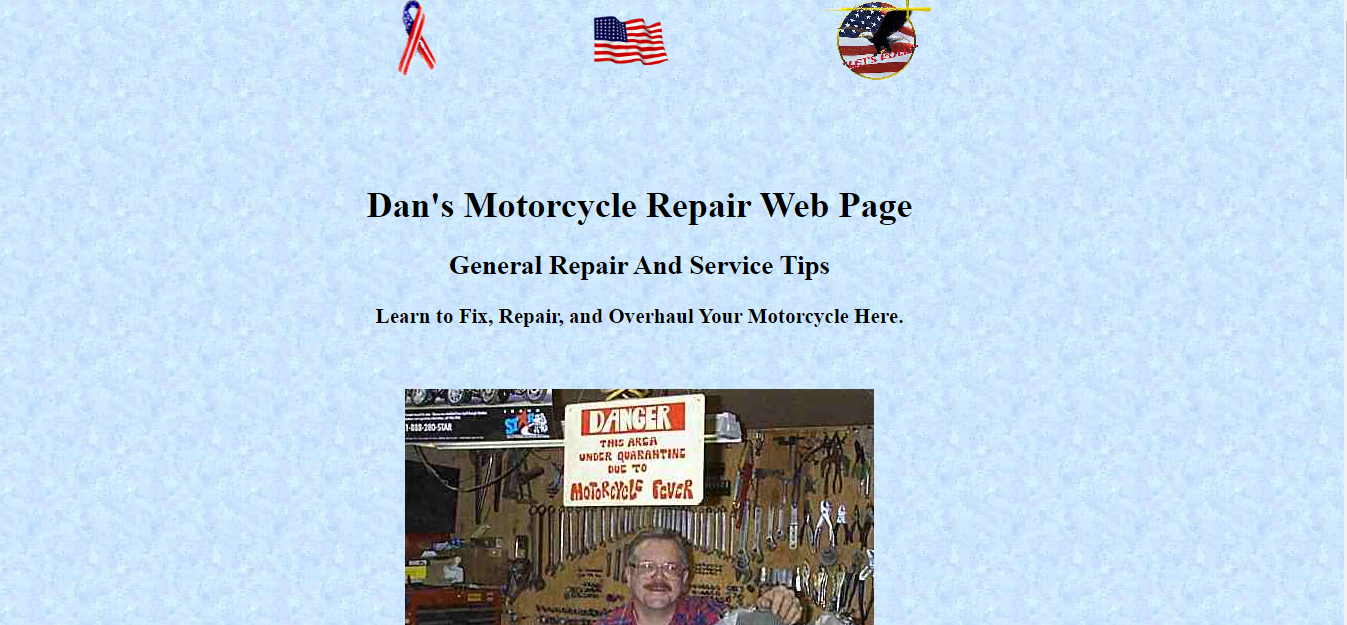 "LET'S ROLL!"
Dan's Motorcycle Repair Web Page
General Repair And Service Tips
Learn to Fix, Repair, and Overhaul Your Motorcycle Here.
1-888-280-STAR
STAR
DANGER
THIS AREA
UNDER QUARANTINE
DUE TO
MOTORCYCLE FEVER